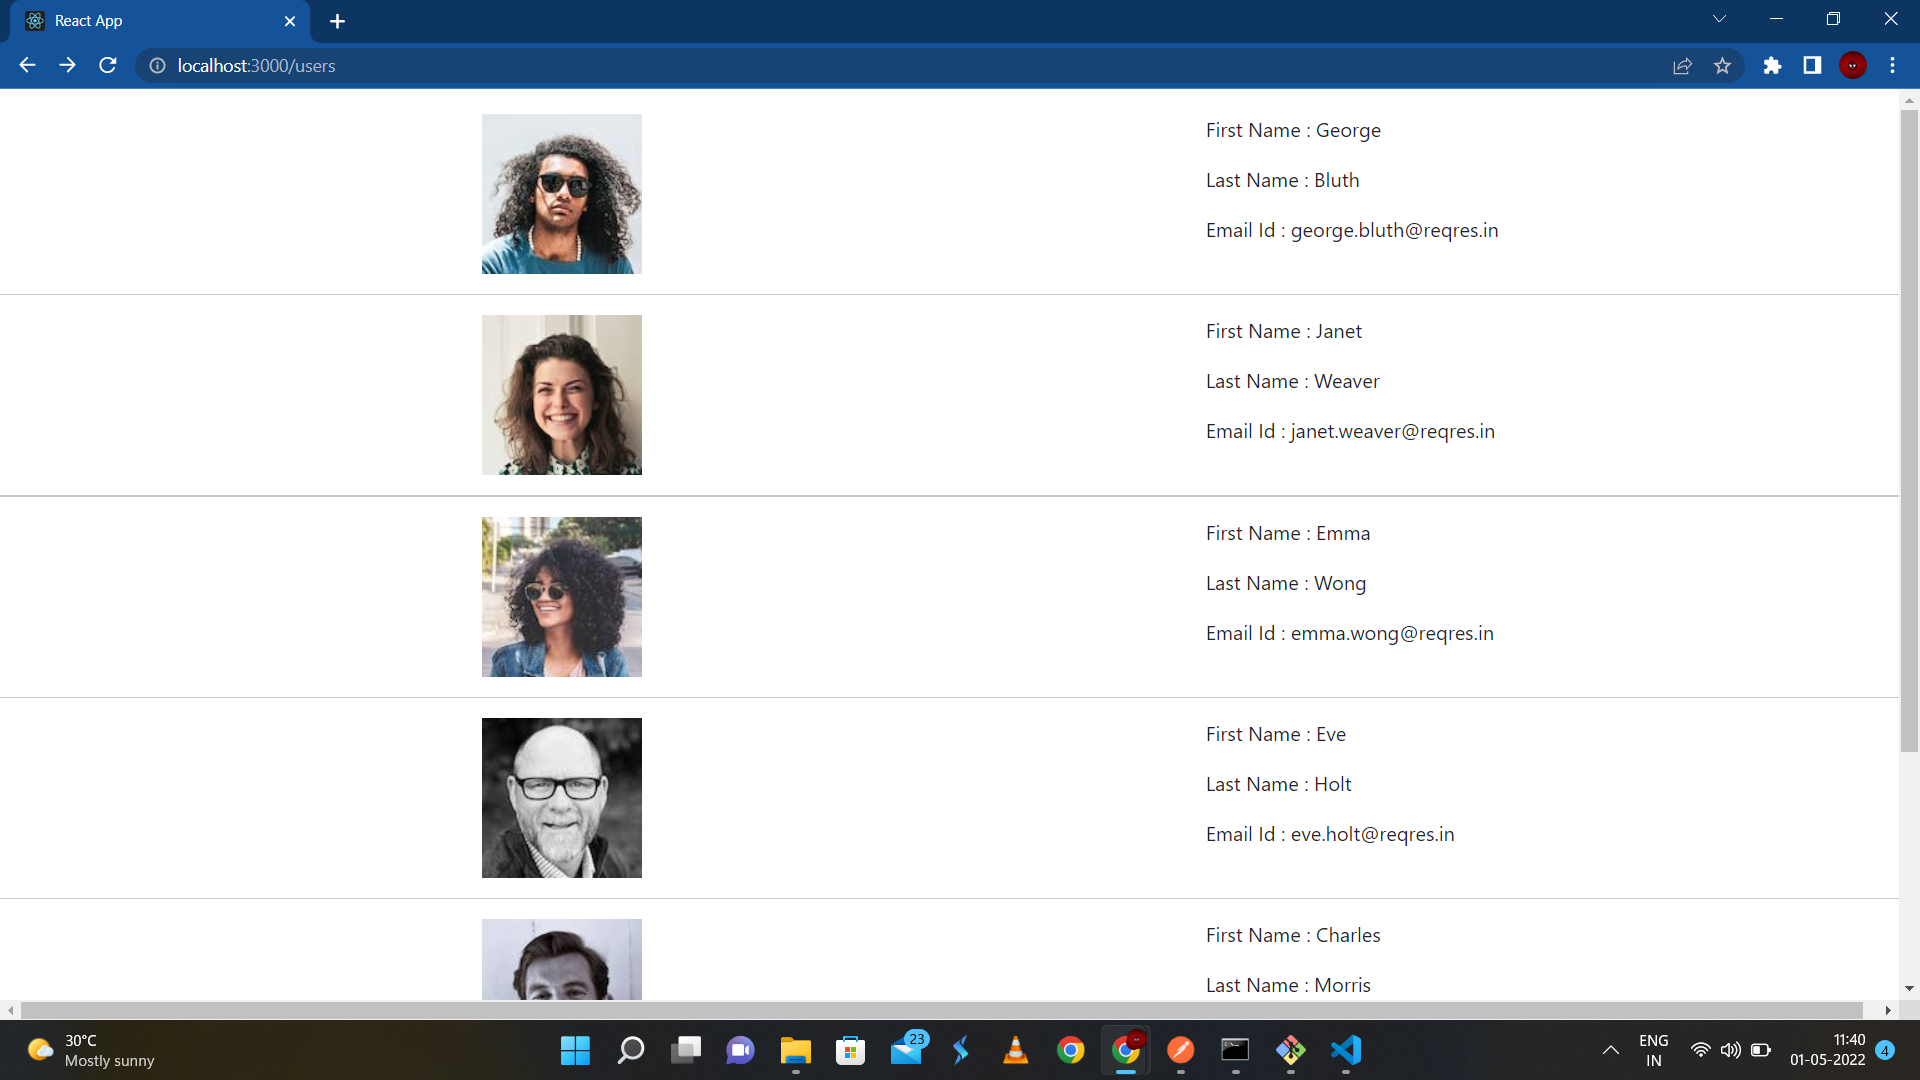 React App
localhost:3000/users
First Name : George
Last Name : Bluth
Email Id : george.bluth@reqres.in
First Name : Janet
Last Name : Weaver
Email Id : janet.weaver@reqres.in
First Name : Emma
Last Name : Wong
Email Id : emma.wong@reqres.in
First Name : Eve
Last Name : Holt
Email Id : eve.holt@reqres.in
First Name : Charles
Last Name : Morris
30°C
Mostly sunny
23
ENG
IN
11:40
01-05-2022
4